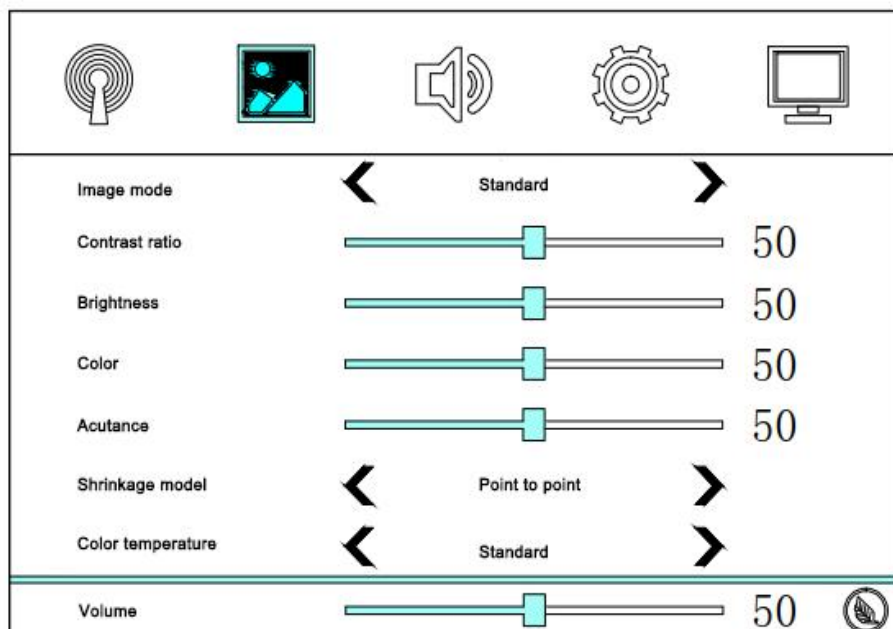 Image mode Standard
Contrast ratio 50
Brightness 50
Color 50
Acutance 50
Shrinkage model Point to point
Color temperature Standard
Volume 50